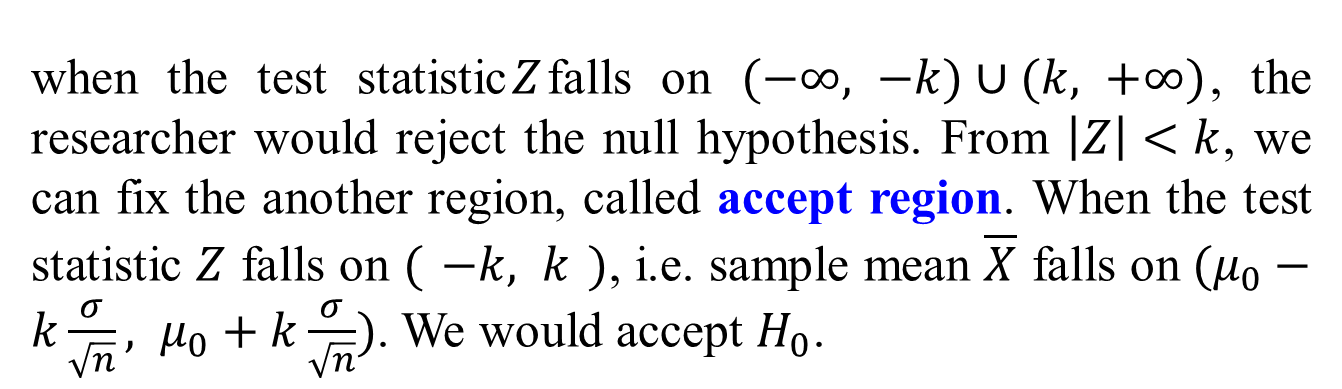 when the test statistic Z falls on (−∞, −k) ∪ (k, +∞), the
researcher would reject the null hypothesis. From |Z| < k, we
can fix the another region, called accept region. When the test
statistic Z falls on ( −k, k ), i.e. sample mean X̅ falls on (μ₀ −
k σ/√n, μ₀ + k σ/√n). We would accept H₀.